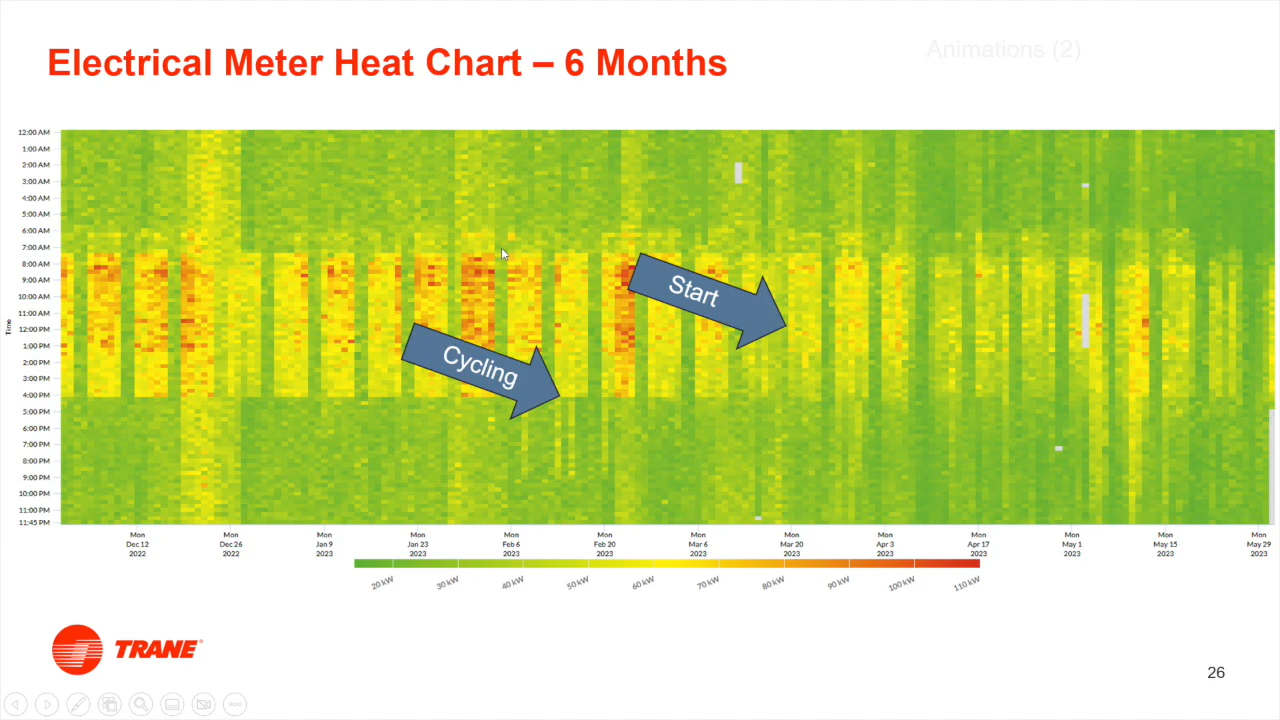 Electrical Meter Heat Chart – 6 Months
Animations (2)
12:00 AM
1:00 AM
2:00 AM
3:00 AM
4:00 AM
5:00 AM
6:00 AM
7:00 AM
8:00 AM
9:00 AM
10:00 AM
11:00 AM
12:00 PM
1:00 PM
2:00 PM
3:00 PM
4:00 PM
5:00 PM
6:00 PM
7:00 PM
8:00 PM
9:00 PM
10:00 PM
11:00 PM
11:45 PM
Time
Start
Cycling
Mon Mon Mon Mon Mon Mon Mon Mon Mon Mon Mon Mon Mon
Dec 12 Dec 26 Jan 9 Jan 23 Feb 6 Feb 20 Mar 6 Mar 20 Apr 3 Apr 17 May 1 May 15 May 29
2022 2022 2023 2023 2023 2023 2023 2023 2023 2023 2023 2023 2023
20 kW 30 kW 40 kW 50 kW 60 kW 70 kW 80 kW 90 kW 100 kW 110 kW
TRANE®
26